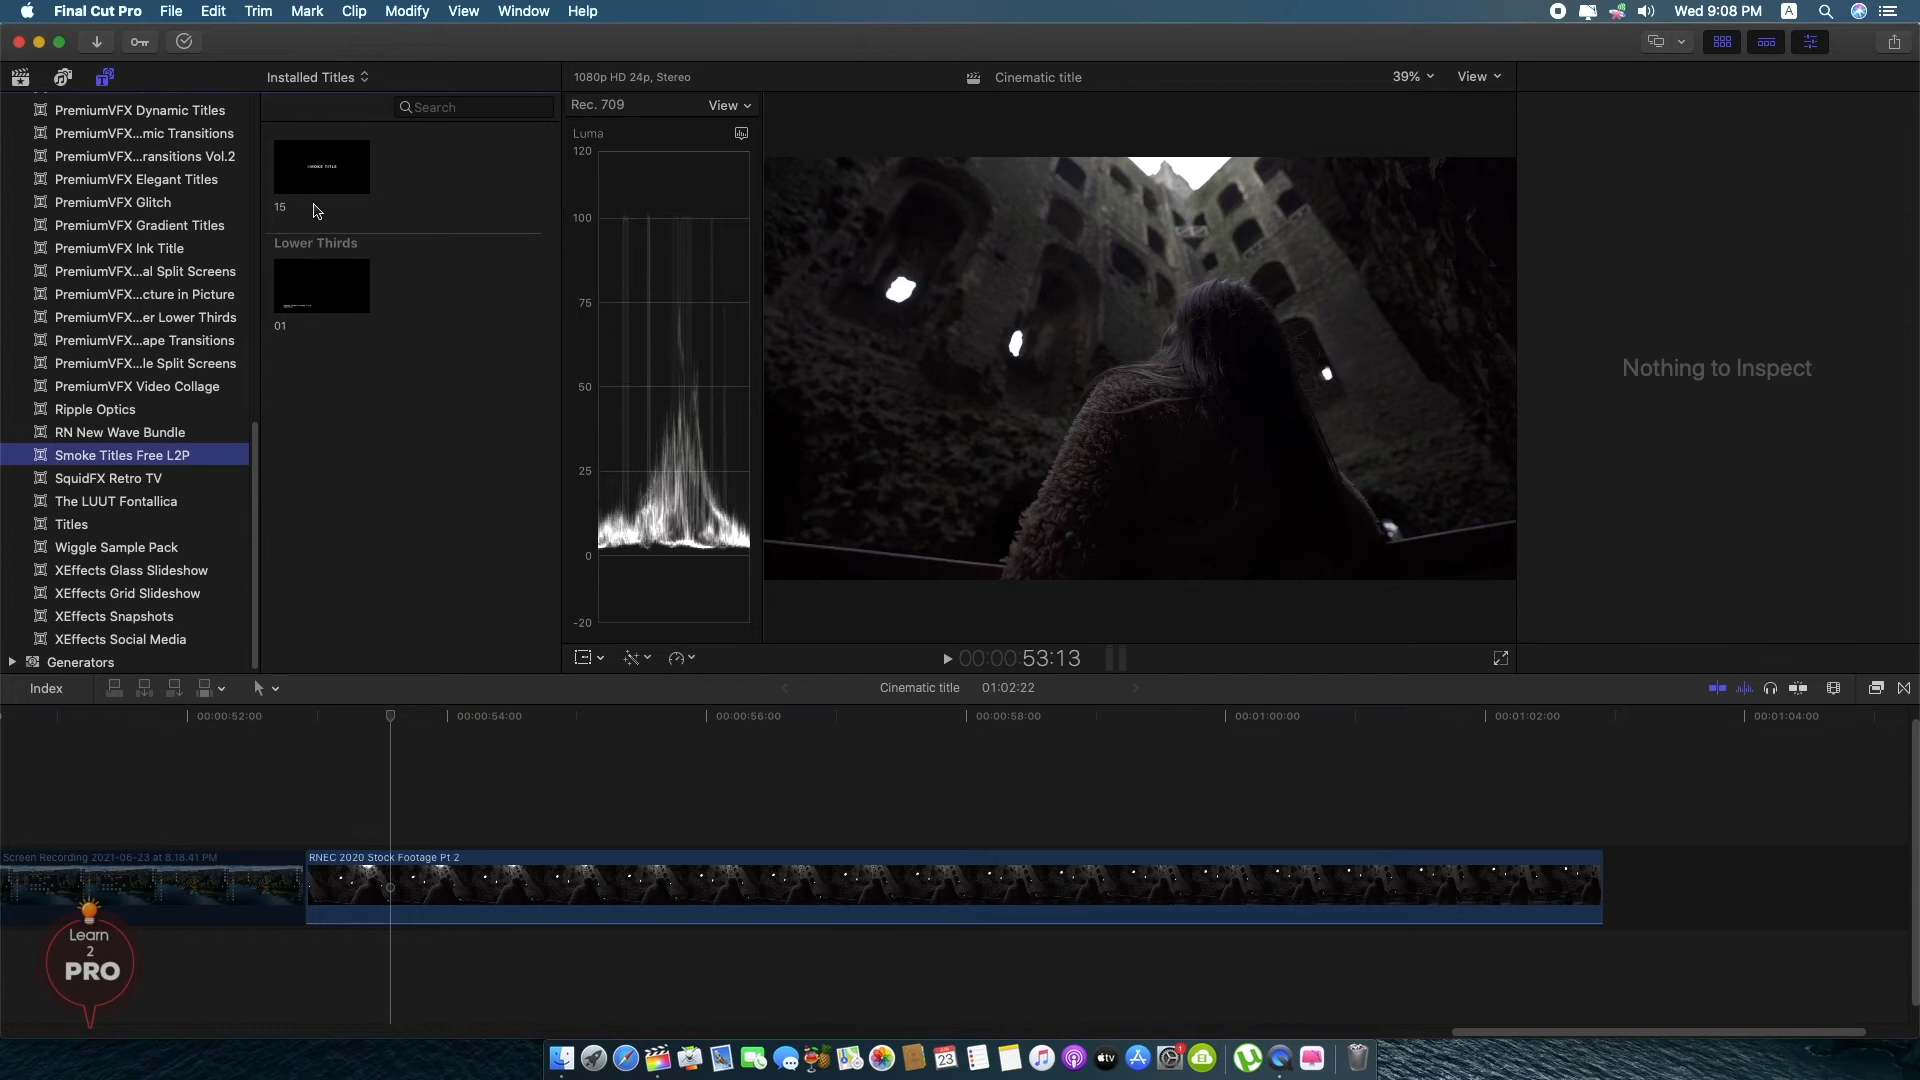 Final Cut Pro File Edit Trim Mark Clip Modify View Window Help
Wed 9:08 PM A
Installed Titles
1080p HD 24p, Stereo
Cinematic title
39%
View
PremiumVFX Dynamic Titles
PremiumVFX...mic Transitions
PremiumVFX...ransitions Vol.2
PremiumVFX Elegant Titles
PremiumVFX Glitch
PremiumVFX Gradient Titles
PremiumVFX Ink Title
PremiumVFX...al Split Screens
PremiumVFX...cture in Picture
PremiumVFX...er Lower Thirds
PremiumVFX...ape Transitions
PremiumVFX...le Split Screens
PremiumVFX Video Collage
Ripple Optics
RN New Wave Bundle
Smoke Titles Free L2P
SquidFX Retro TV
The LUUT Fontallica
Titles
Wiggle Sample Pack
XEffects Glass Slideshow
XEffects Grid Slideshow
XEffects Snapshots
XEffects Social Media
Generators
Search
SMOKE TITLE
15
Lower Thirds
01
Rec. 709
View
Luma
120
100
75
50
25
0
-20
Nothing to Inspect
00:00:53:13
Index
Cinematic title 01:02:22
00:00:52:00
00:00:54:00
00:00:56:00
00:00:58:00
00:01:00:00
00:01:02:00
00:01:04:00
Screen Recording 2021-06-23 at 8.18.41 PM
RNEC 2020 Stock Footage Pt 2
Learn
2
PRO
JUN
23
tv
1